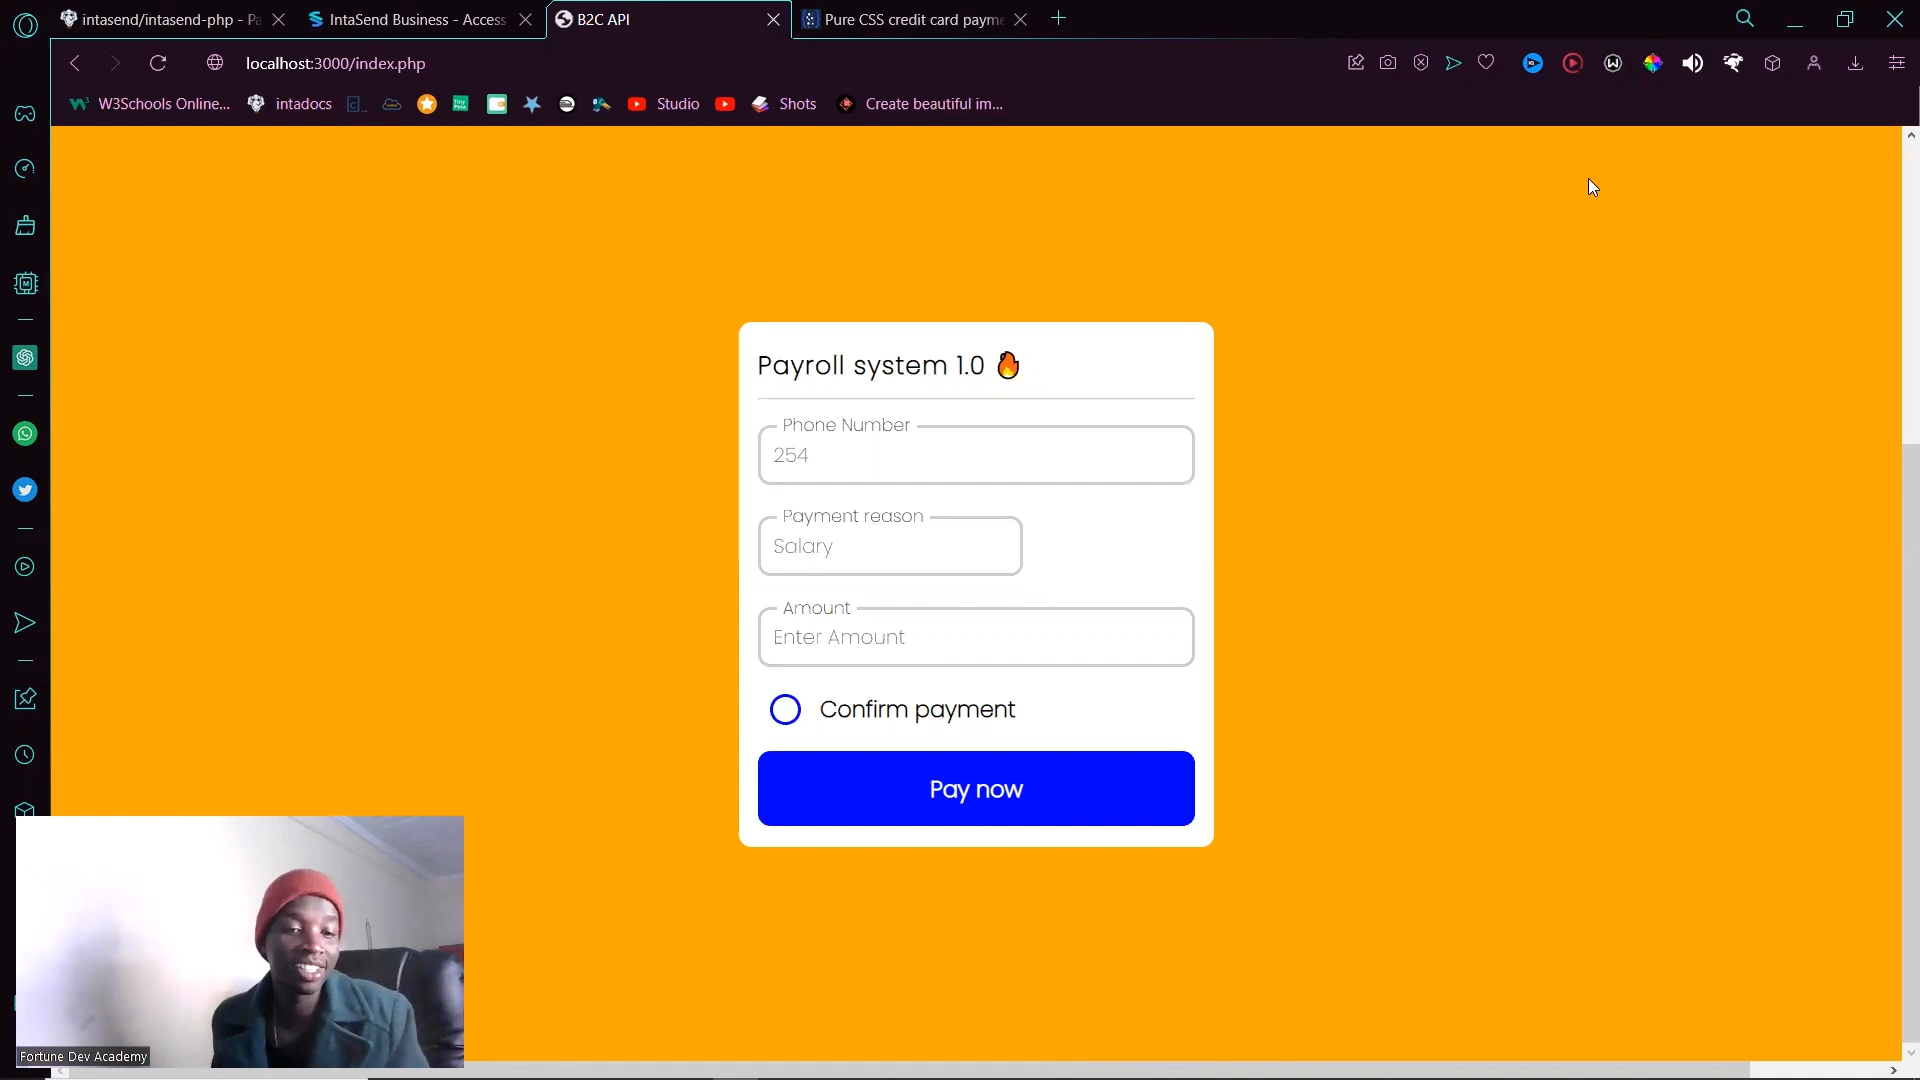 intasend/intasend-php - Pa
IntaSend Business - Access
B2C API
Pure CSS credit card payme
localhost:3000/index.php
W3Schools Online...
intadocs
Studio
Shots
Create beautiful im...
Payroll system 1.0 🔥
Phone Number
254
Payment reason
Salary
Amount
Enter Amount
Confirm payment
Pay now
Fortune Dev Academy